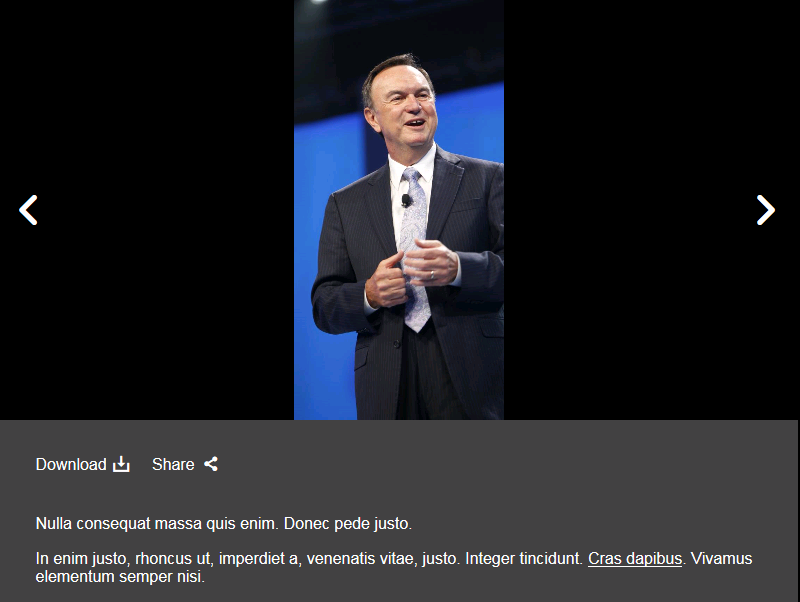 Download
Share
Nulla consequat massa quis enim. Donec pede justo.
In enim justo, rhoncus ut, imperdiet a, venenatis vitae, justo. Integer tincidunt. Cras dapibus. Vivamus
elementum semper nisi.